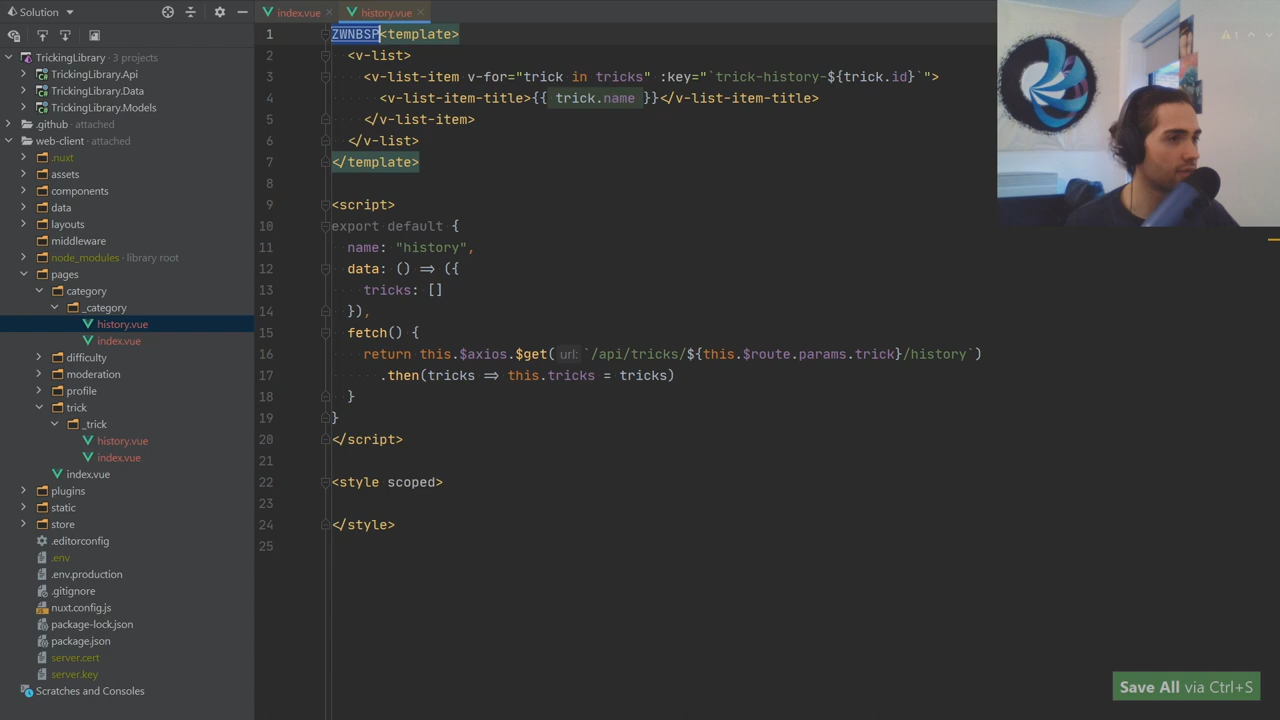 Solution
index.vue
history.vue
TrickingLibrary · 3 projects
TrickingLibrary.Api
TrickingLibrary.Data
TrickingLibrary.Models
.github · attached
web-client attached
.nuxt
assets
components
data
layouts
middleware
node_modules · library root
pages
category
_category
history.vue
index.vue
difficulty
moderation
profile
trick
_trick
history.vue
index.vue
index.vue
plugins
static
store
.editorconfig
.env
.env.production
.gitignore
nuxt.config.js
package-lock.json
package.json
server.cert
server.key
Scratches and Consoles
1 ZWNBSP<template>
2 <v-list>
3 <v-list-item v-for="trick in tricks" :key="`trick-history-${trick.id}`">
4 <v-list-item-title>{{ trick.name }}</v-list-item-title>
5 </v-list-item>
6 </v-list>
7 </template>
8
9 <script>
10 export default {
11 name: "history",
12 data: () => ({
13 tricks: []
14 }),
15 fetch() {
16 return this.$axios.$get( url: `/api/tricks/${this.$route.params.trick}/history`)
17 .then(tricks => this.tricks = tricks)
18 }
19 }
20 </script>
21
22 <style scoped>
23
24 </style>
25
1
Save All via Ctrl+S